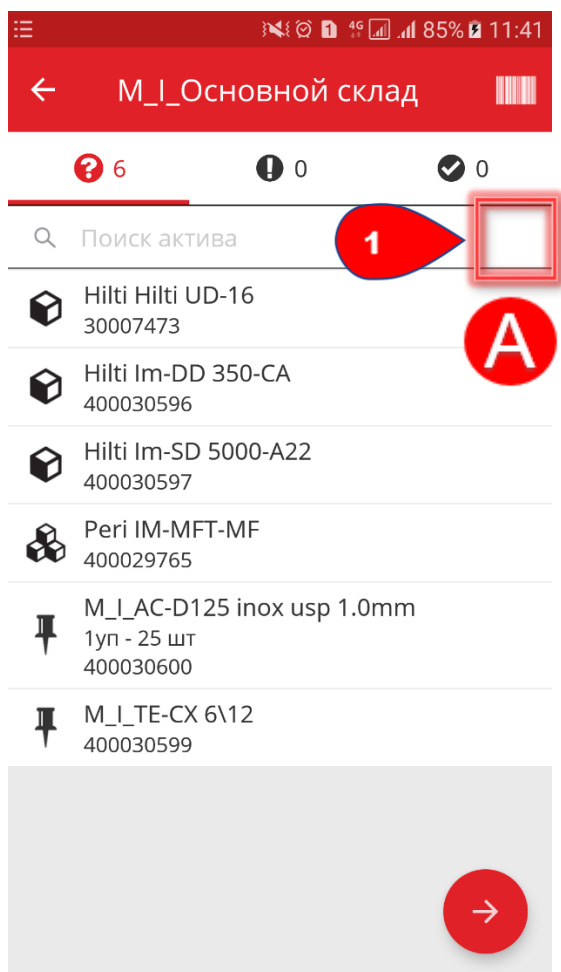 1 4G 85% 11:41
M_I_Основной склад
6 0 0
Поиск актива
1
A
Hilti Hilti UD-16
30007473
Hilti Im-DD 350-CA
400030596
Hilti Im-SD 5000-A22
400030597
Peri IM-MFT-MF
400029765
M_I_AC-D125 inox usp 1.0mm
1уп - 25 шт
400030600
M_I_TE-CX 6\12
400030599